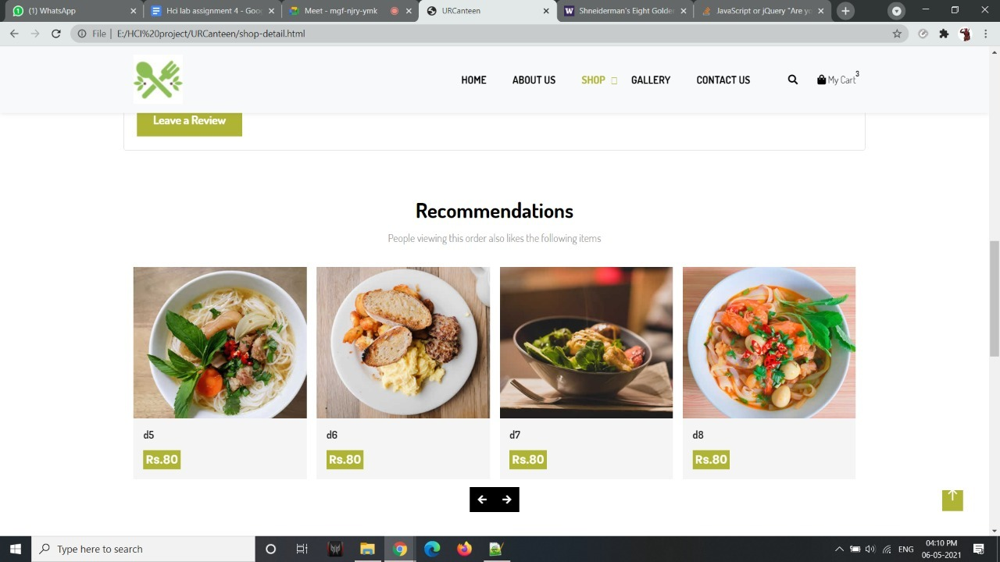 (1) WhatsApp
Hci lab assignment 4 - Goo
Meet - mgf-njry-ymk
URCanteen
Shneiderman's Eight Golden
JavaScript or jQuery "Are yo
File | E:/HCI%20project/URCanteen/shop-detail.html
HOME ABOUT US SHOP GALLERY CONTACT US My Cart 3
Leave a Review
Recommendations
People viewing this order also likes the following items
d5 d6 d7 d8
Rs.80 Rs.80 Rs.80 Rs.80
Type here to search
ENG
04:10 PM
06-05-2021